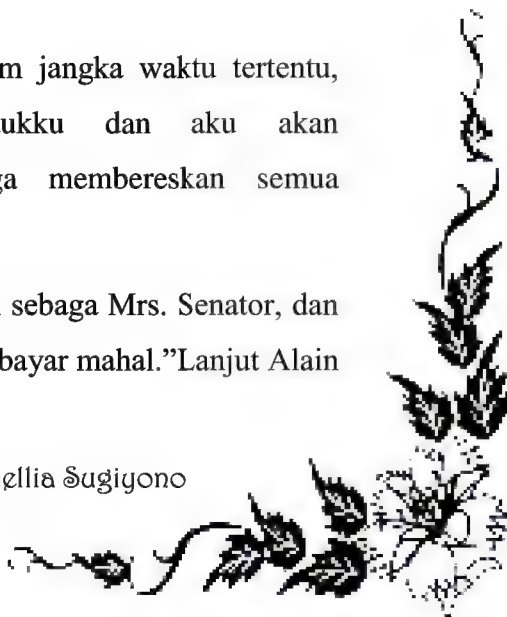 m jangka waktu tertentu,
ukku dan aku akan
a membereskan semua
sebaga Mrs. Senator, dan
bayar mahal.”Lanjut Alain
ellia Sugiyono